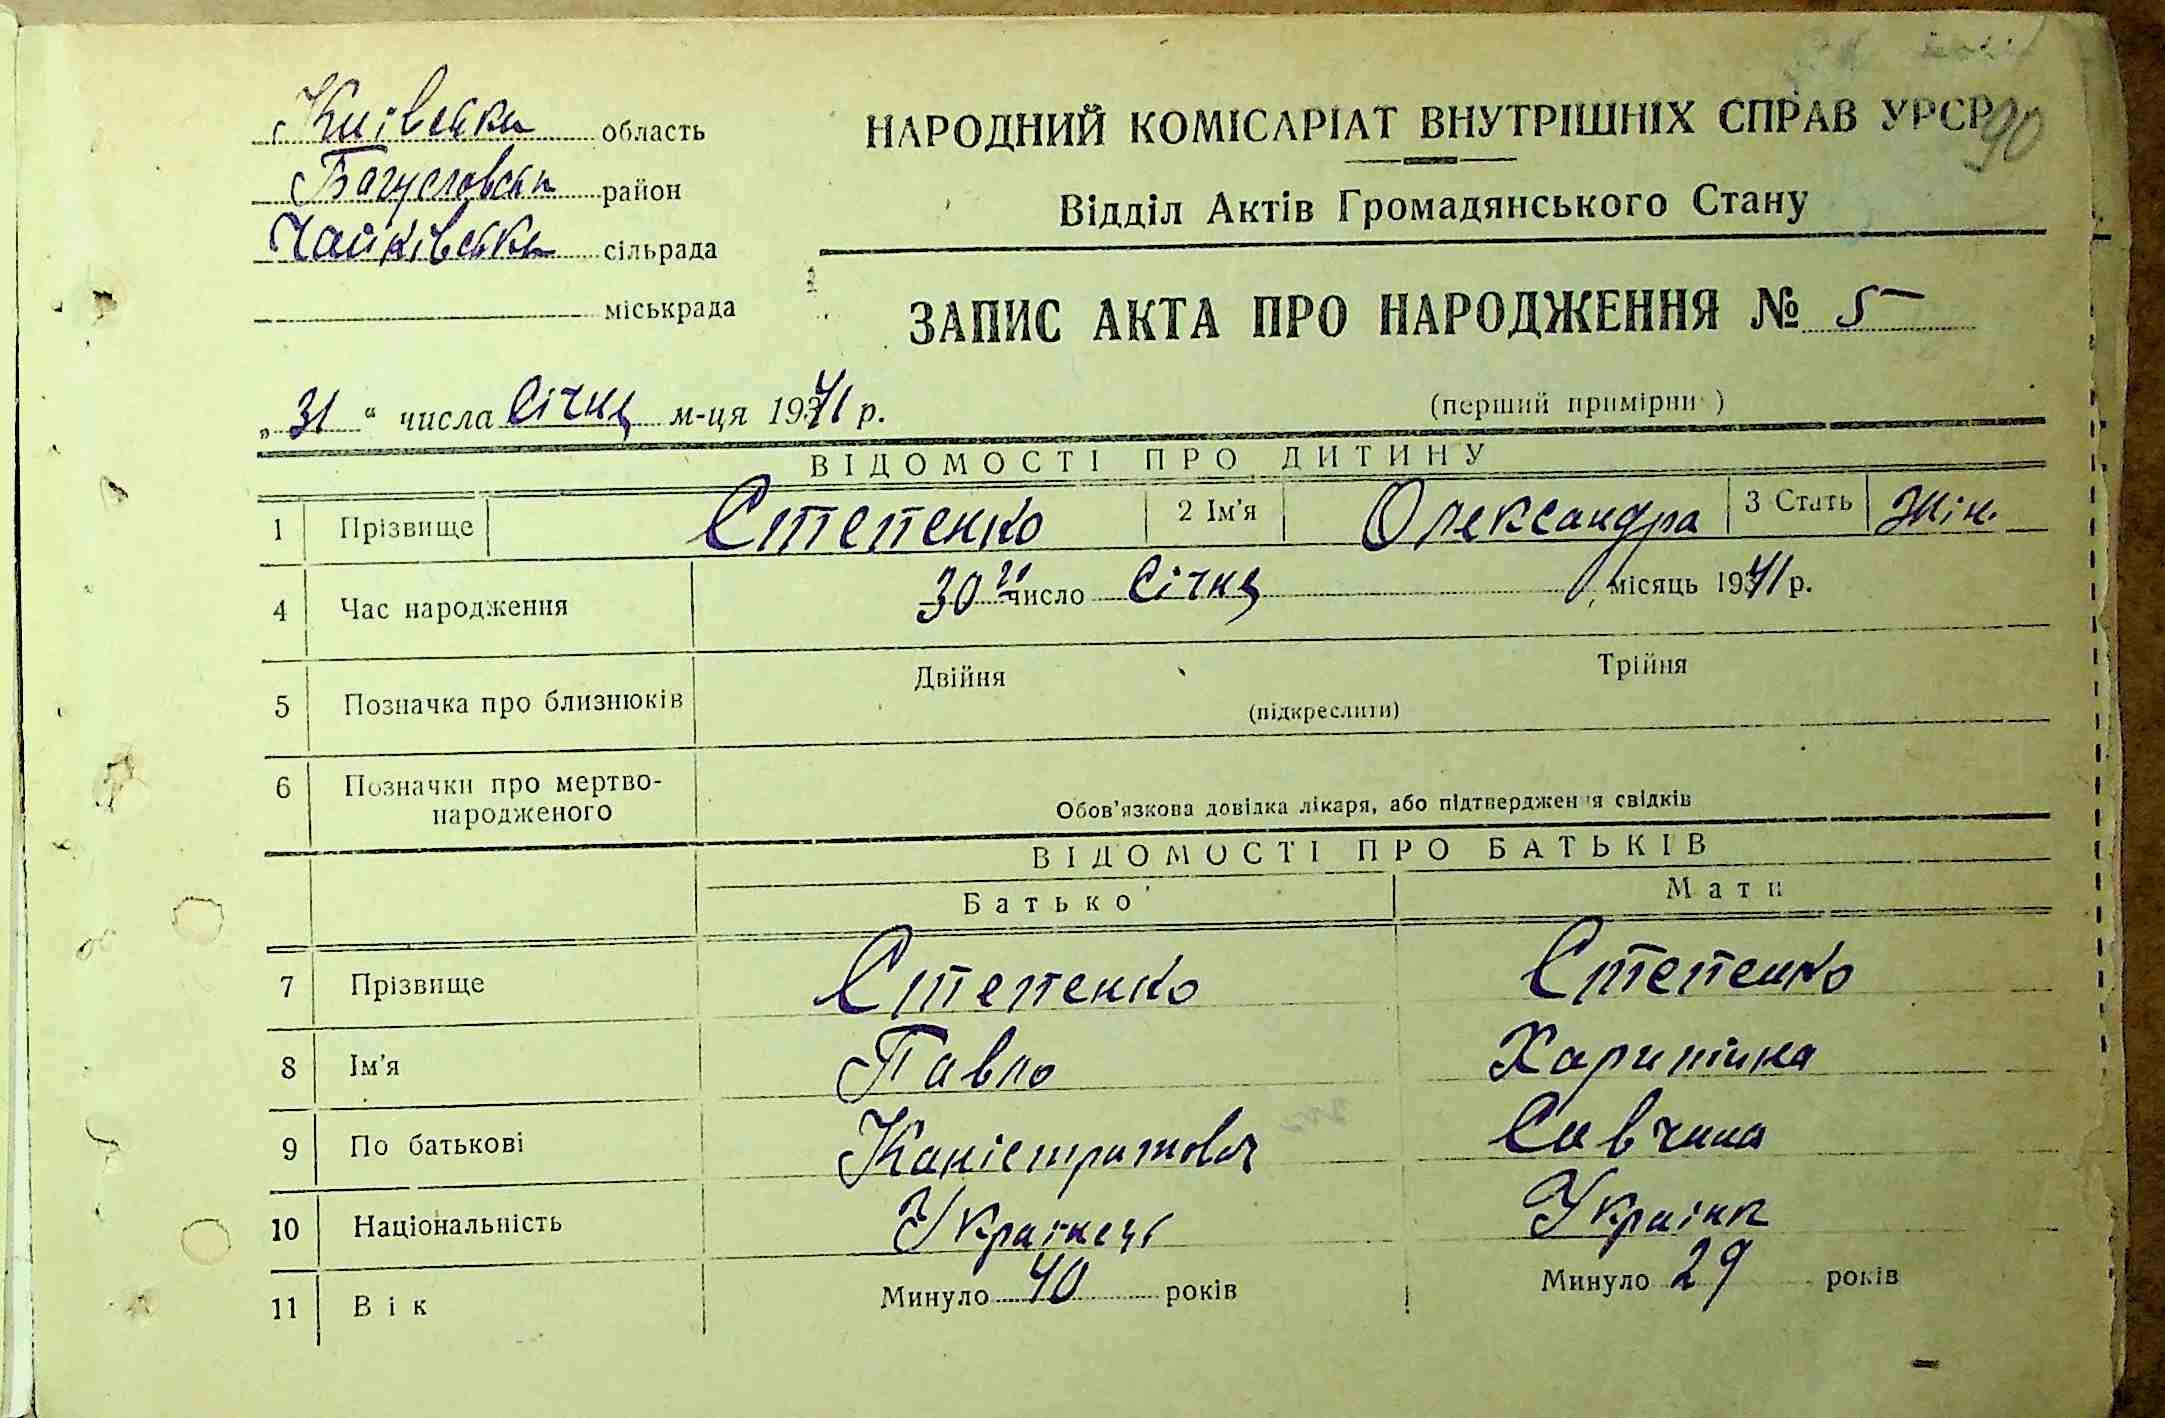 Київська область
Багуславськ район
Чайківська сільрада
міськрада
90
НАРОДНИЙ КОМІСАРІАТ ВНУТРІШНІХ СПРАВ УРСР
Відділ Актів Громадянського Стану
ЗАПИС АКТА ПРО НАРОДЖЕННЯ № 5
(перший примірник)
„31" числа Січня м-ця 1941 р.
ВІДОМОСТІ ПРО ДИТИНУ
1 Прізвище Степенко 2 Ім'я Олександра 3 Стать Жін.
4 Час народження 30 число Січня місяць 1941 р.
5 Позначка про близнюків Двійня Трійня
(підкреслити)
6 Позначки про мертво-
народженого Обов'язкова довідка лікаря, або підтвердження свідків
ВІДОМОСТІ ПРО БАТЬКІВ
Батько Мати
7 Прізвище Степенко Степенко
8 Ім'я Павло Харитина
9 По батькові Каністратович Савчина
10 Національність Українець Українк
11 Вік Минуло 40 років Минуло 29 років